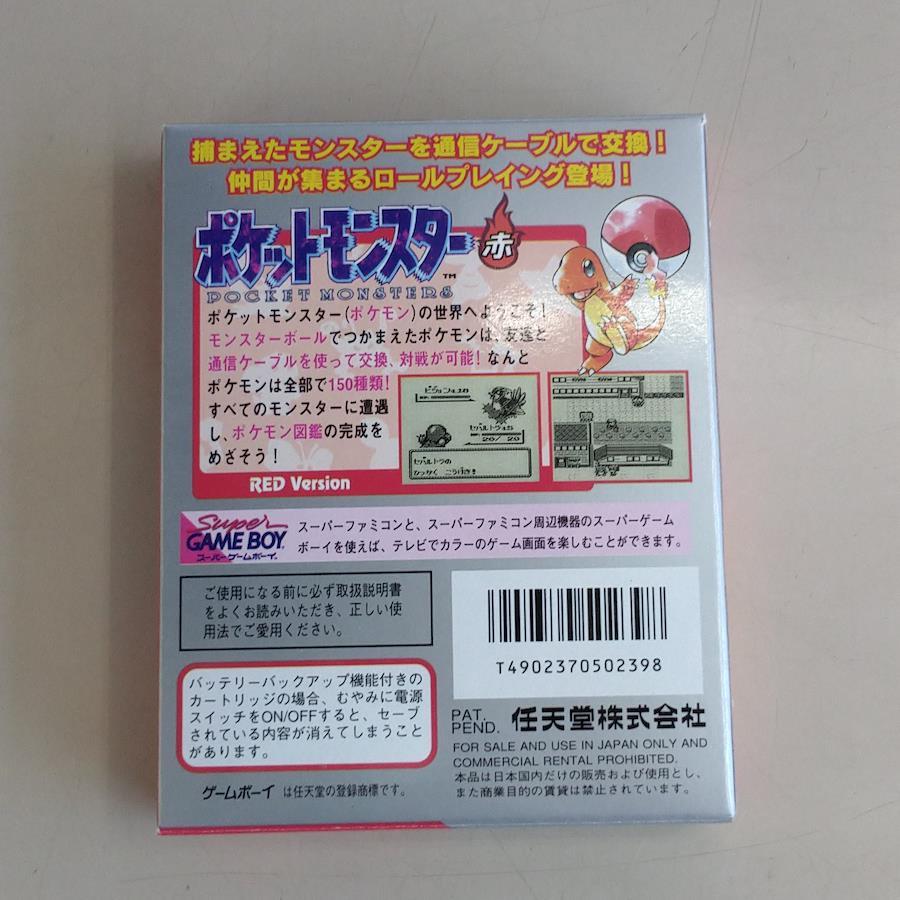 捕まえたモンスターを通信ケーブルで交換!
仲間が集まるロールプレイング登場!
ポケットモンスター 赤
TM
POCKET MONSTERS
ポケットモンスター(ポケモン)の世界へようこそ!
モンスターボールでつかまえたポケモンは、友達と
通信ケーブルを使って交換、対戦が可能! なんと
ポケモンは全部で150種類!
すべてのモンスターに遭遇
し、ポケモン図鑑の完成を
めざそう!
20/ 20
ひっかく こうげき!
RED Version
Super
GAME BOY
スーパーゲームボーイ
スーパーファミコンと、スーパーファミコン周辺機器のスーパーゲーム
ボーイを使えば、テレビでカラーのゲーム画面を楽しむことができます。
ご使用になる前に必ず取扱説明書
をよくお読みいただき、正しい使
用法でご愛用ください。
T4902370502398
バッテリーバックアップ機能付きの
カートリッジの場合、むやみに電源
スイッチをON/OFFすると、セーブ
されている内容が消えてしまうこと
があります。
PAT.
PEND. 任天堂株式会社
FOR SALE AND USE IN JAPAN ONLY AND
COMMERCIAL RENTAL PROHIBITED.
本品は日本国内だけの販売および使用とし、
また商業目的の賃貸は禁止されています。
ゲームボーイ は任天堂の登録商標です。